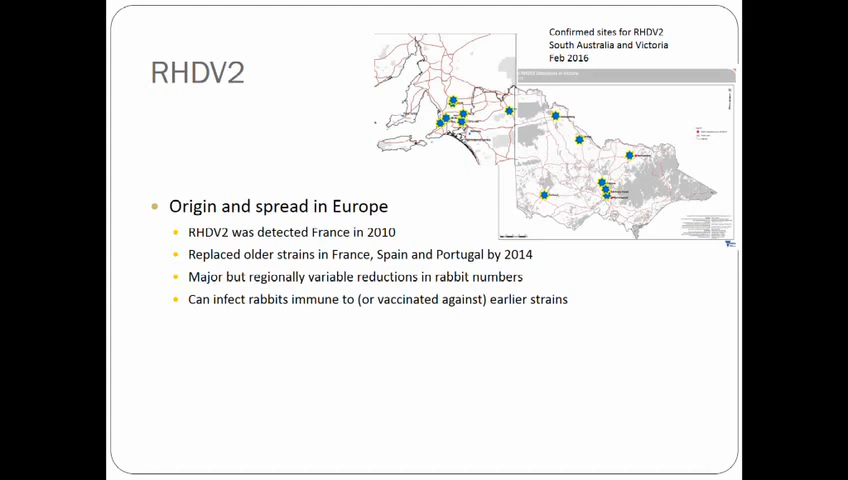 Confirmed sites for RHDV2
South Australia and Victoria
Feb 2016
RHDV2
Origin and spread in Europe
RHDV2 was detected France in 2010
Replaced older strains in France, Spain and Portugal by 2014
Major but regionally variable reductions in rabbit numbers
Can infect rabbits immune to (or vaccinated against) earlier strains